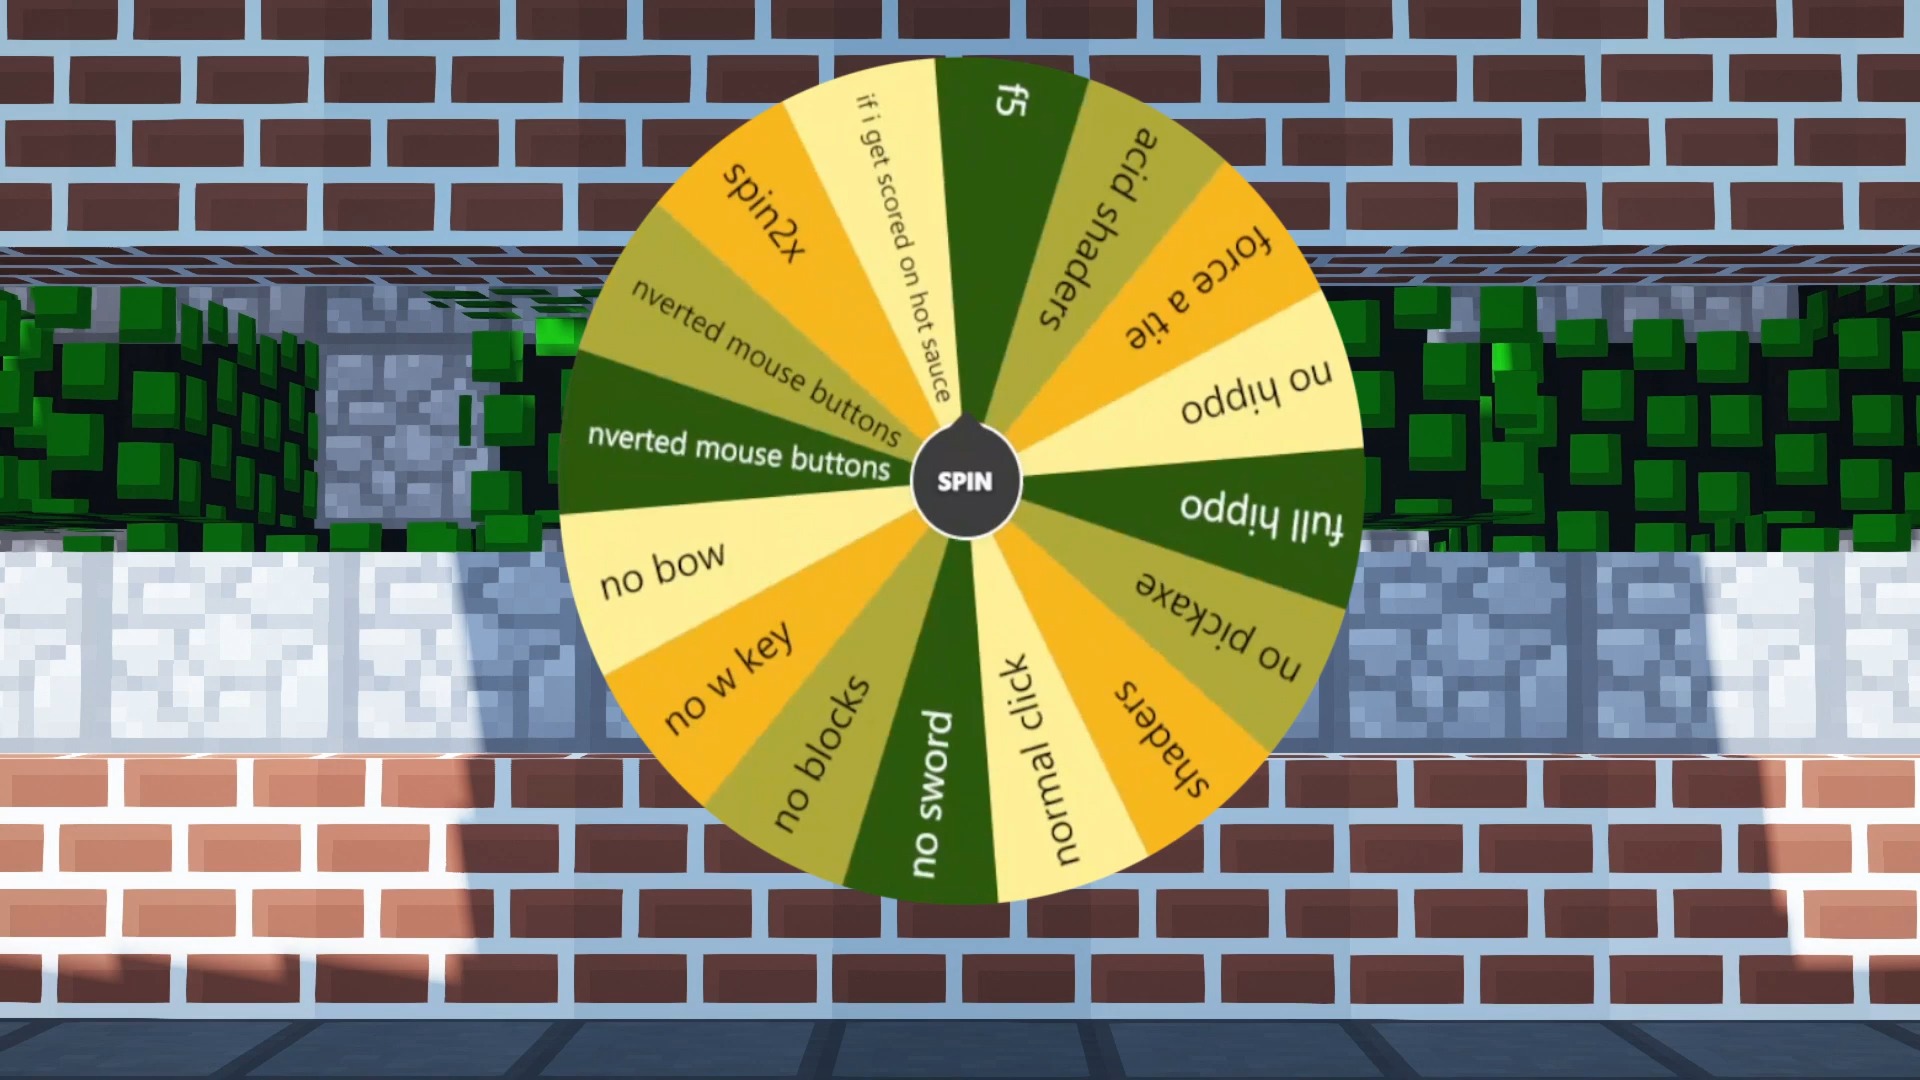 f5
acid shaders
force a tie
no hippo
full hippo
no pickaxe
shaders
normal click
no sword
no blocks
no w key
no bow
nverted mouse buttons
nverted mouse buttons
spin2x
if i get scored on hot sauce
SPIN